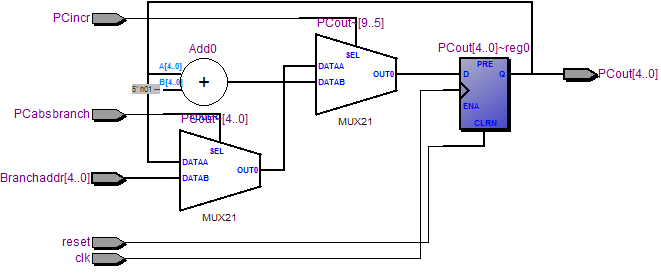 PCincr
PCout~[9..5]
PCout[4..0]~reg0
Add0
SEL
PRE
A[4..0]
B[4..0]
5' h01 --
DATAA
DATAB
OUT0
D
Q
PCout[4..0]
ENA
CLRN
MUX21
PCabsbranch
PCout~[4..0]
SEL
DATAA
DATAB
OUT0
Branchaddr[4..0]
MUX21
reset
clk